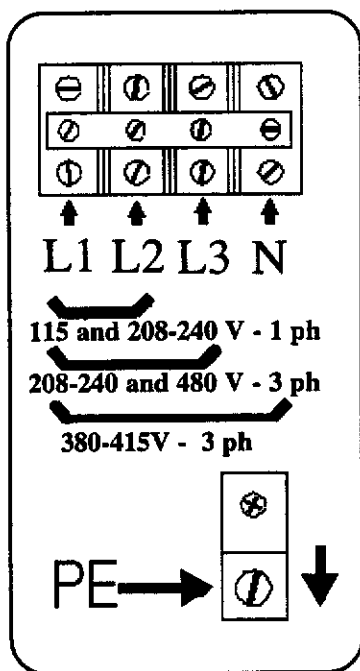 L1 L2 L3 N
115 and 208-240 V - 1 ph
208-240 and 480 V - 3 ph
380-415V - 3 ph
PE